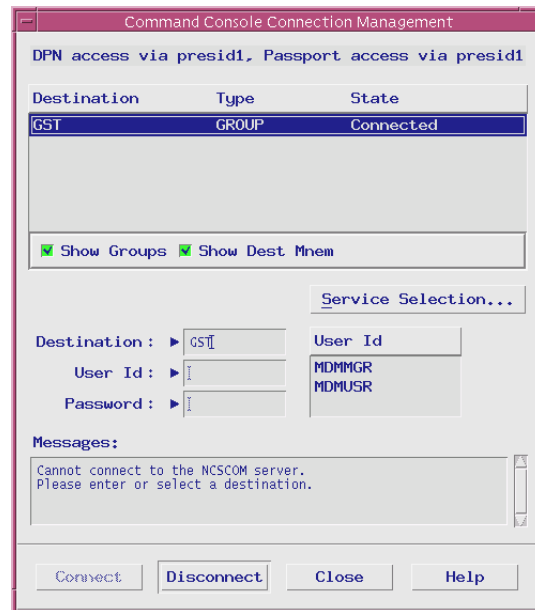 Command Console Connection Management
DPN access via presid1, Passport access via presid1
Destination Type State
GST GROUP Connected
Show Groups Show Dest Mnem
Service Selection...
Destination : GST User Id
User Id : MDMMGR
MDMUSR
Password :
Messages:
Cannot connect to the NCSCOM server.
Please enter or select a destination.
Connect Disconnect Close Help